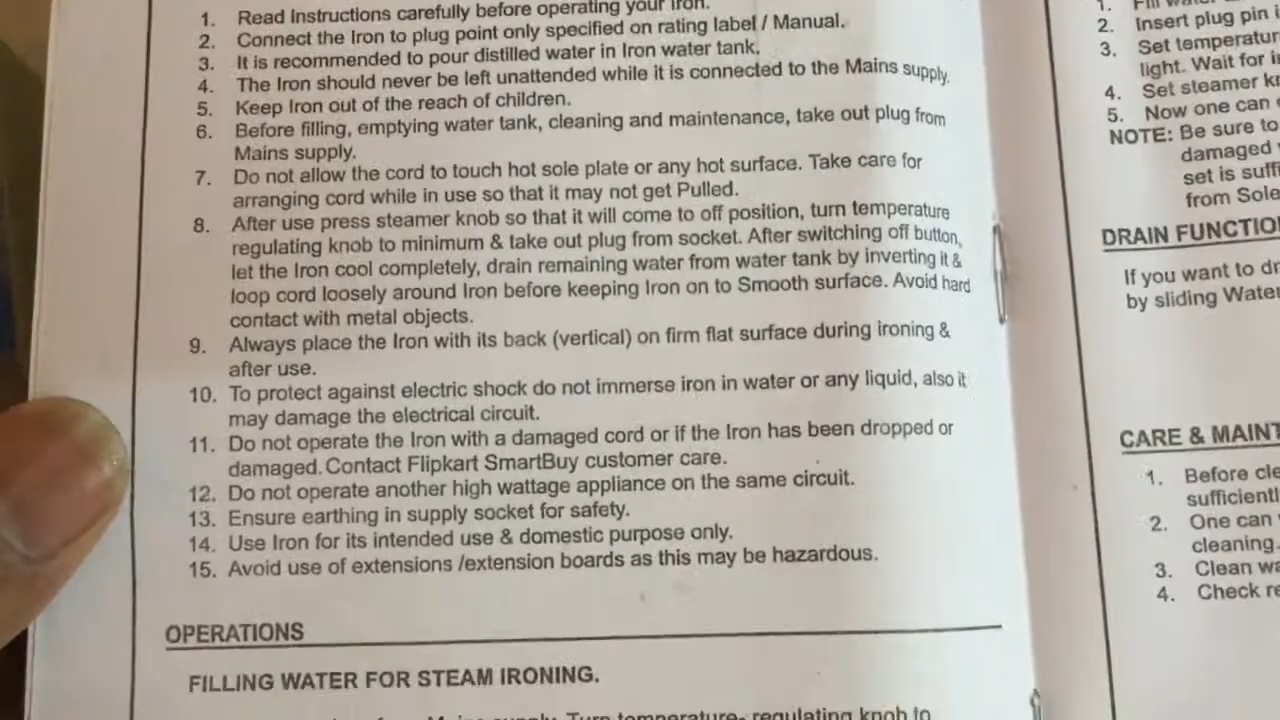 1. Read Instructions carefully before operating your Iron.
2. Connect the Iron to plug point only specified on rating label / Manual.
3. It is recommended to pour distilled water in Iron water tank.
4. The Iron should never be left unattended while it is connected to the Mains supply.
5. Keep Iron out of the reach of children.
6. Before filling, emptying water tank, cleaning and maintenance, take out plug from
Mains supply.
7. Do not allow the cord to touch hot sole plate or any hot surface. Take care for
arranging cord while in use so that it may not get Pulled.
8. After use press steamer knob so that it will come to off position, turn temperature
regulating knob to minimum & take out plug from socket. After switching off button,
let the Iron cool completely, drain remaining water from water tank by inverting it &
loop cord loosely around Iron before keeping Iron on to Smooth surface. Avoid hard
contact with metal objects.
9. Always place the Iron with its back (vertical) on firm flat surface during ironing &
after use.
10. To protect against electric shock do not immerse iron in water or any liquid, also it
may damage the electrical circuit.
11. Do not operate the Iron with a damaged cord or if the Iron has been dropped or
damaged. Contact Flipkart SmartBuy customer care.
12. Do not operate another high wattage appliance on the same circuit.
13. Ensure earthing in supply socket for safety.
14. Use Iron for its intended use & domestic purpose only.
15. Avoid use of extensions /extension boards as this may be hazardous.
OPERATIONS
FILLING WATER FOR STEAM IRONING.
supply. Turn temperature- regulating knob to
1. Fill
2. Insert plug pin
3. Set
light. Wait for
4. Set steamer
5. Now one can
NOTE: Be sure to
damaged
set is
from
DRAIN
If you want to
by sliding
CARE &
1. Before
2. One can
cleaning.
3. Clean
4. Check